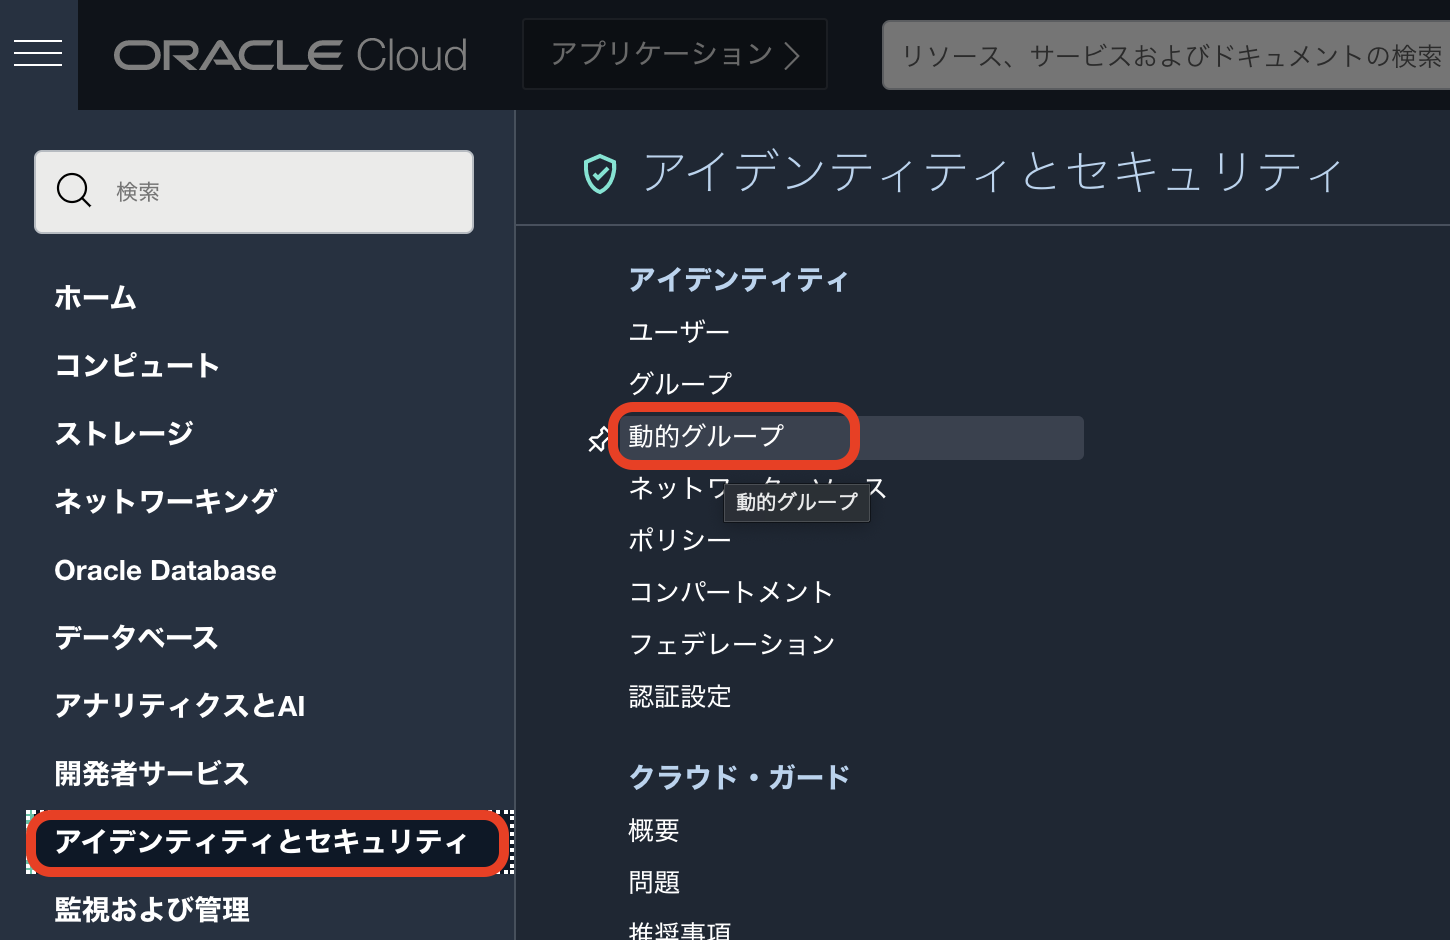 ORACLE Cloud
アプリケーション
リソース、サービスおよびドキュメントの検索
検索
ホーム
コンピュート
ストレージ
ネットワーキング
Oracle Database
データベース
アナリティクスとAI
開発者サービス
アイデンティティとセキュリティ
監視および管理
アイデンティティとセキュリティ
アイデンティティ
ユーザー
グループ
動的グループ
動的グループ
ポリシー
コンパートメント
フェデレーション
認証設定
クラウド・ガード
概要
問題
推奨事項